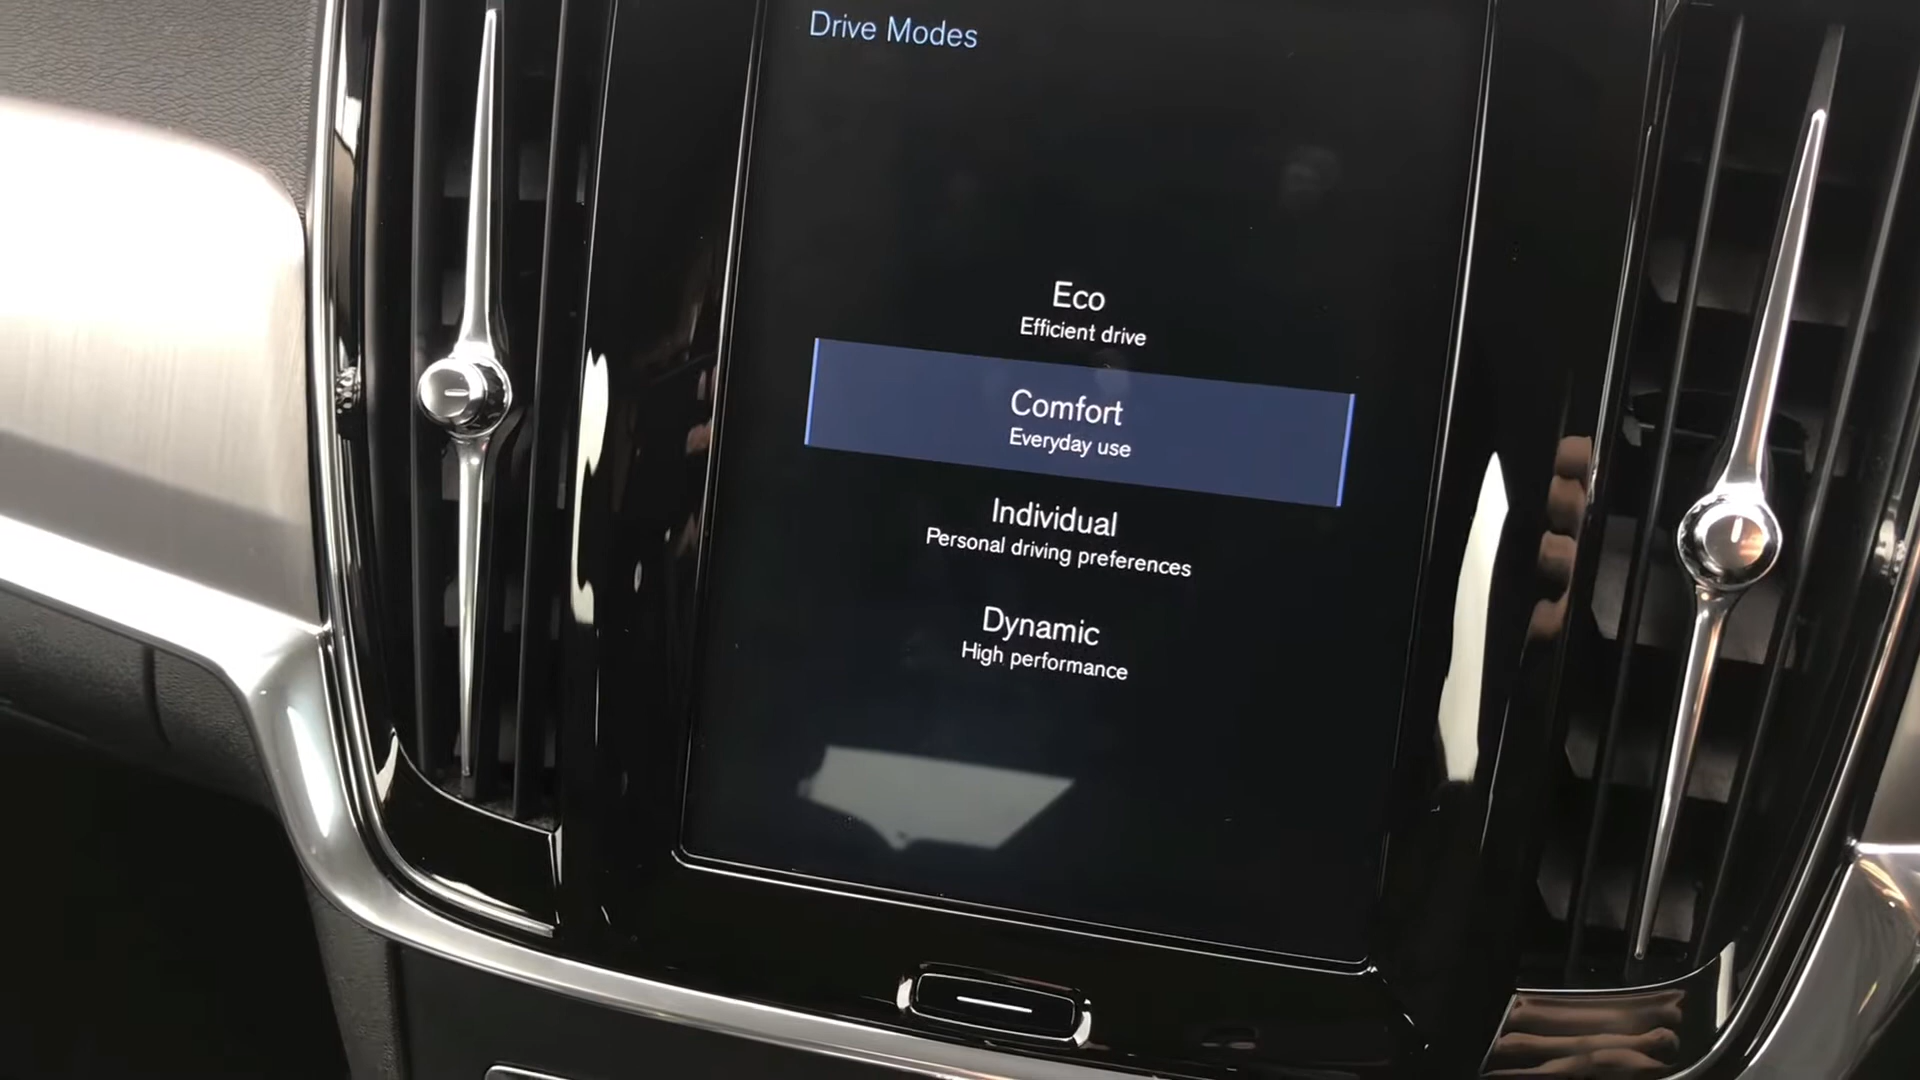 Drive Modes
Eco
Efficient drive
Comfort
Everyday use
Individual
Personal driving preferences
Dynamic
High performance